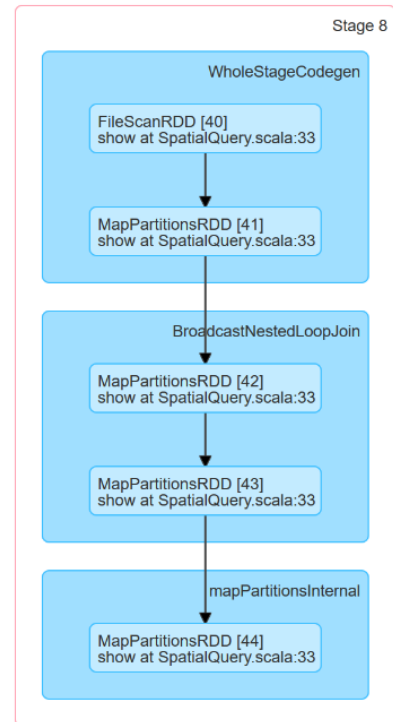 Stage 8
WholeStageCodegen
FileScanRDD [40]
show at SpatialQuery.scala:33
MapPartitionsRDD [41]
show at SpatialQuery.scala:33
BroadcastNestedLoopJoin
MapPartitionsRDD [42]
show at SpatialQuery.scala:33
MapPartitionsRDD [43]
show at SpatialQuery.scala:33
mapPartitionsInternal
MapPartitionsRDD [44]
show at SpatialQuery.scala:33